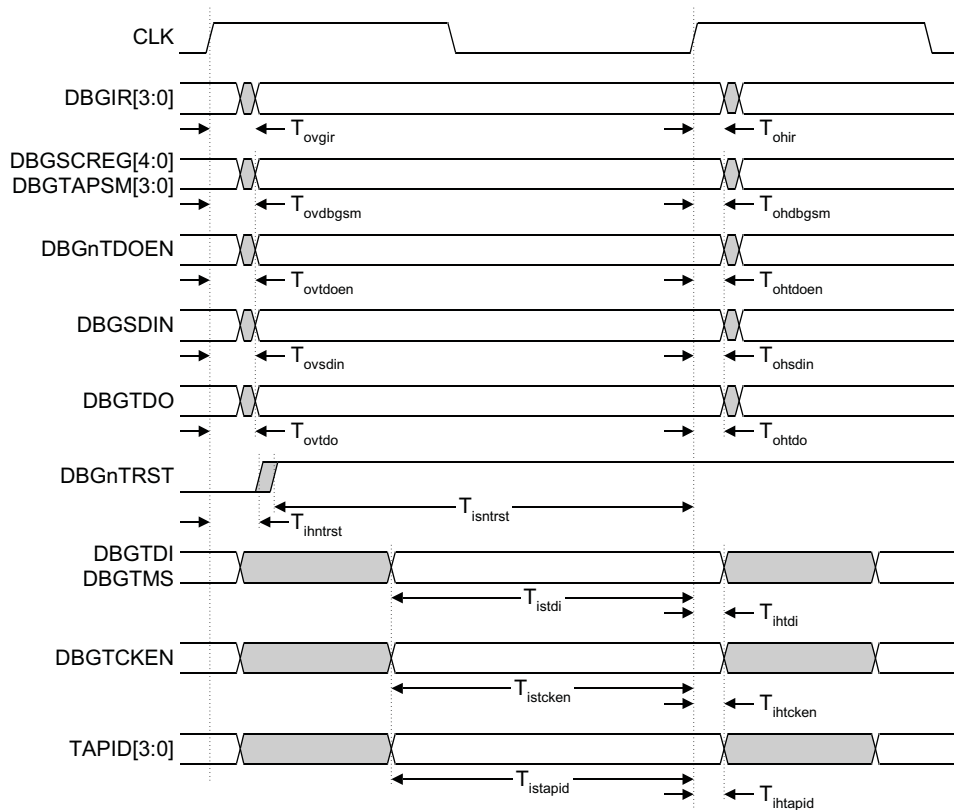 CLK
DBGIR[3:0]
Tovgir
Tohir
DBGSCREG[4:0]
DBGTAPSM[3:0]
Tovdbgsm
Tohdbgsm
DBGnTDOEN
Tovtdoen
Tohtdoen
DBGSDIN
Tovsdin
Tohsdin
DBGTDO
Tovtdo
Tohtdo
DBGnTRST
Tisntrst
Tihntrst
DBGTDI
DBGTMS
Tistdi
Tihtdi
DBGTCKEN
Tistcken
Tihtcken
TAPID[3:0]
Tistapid
Tihtapid